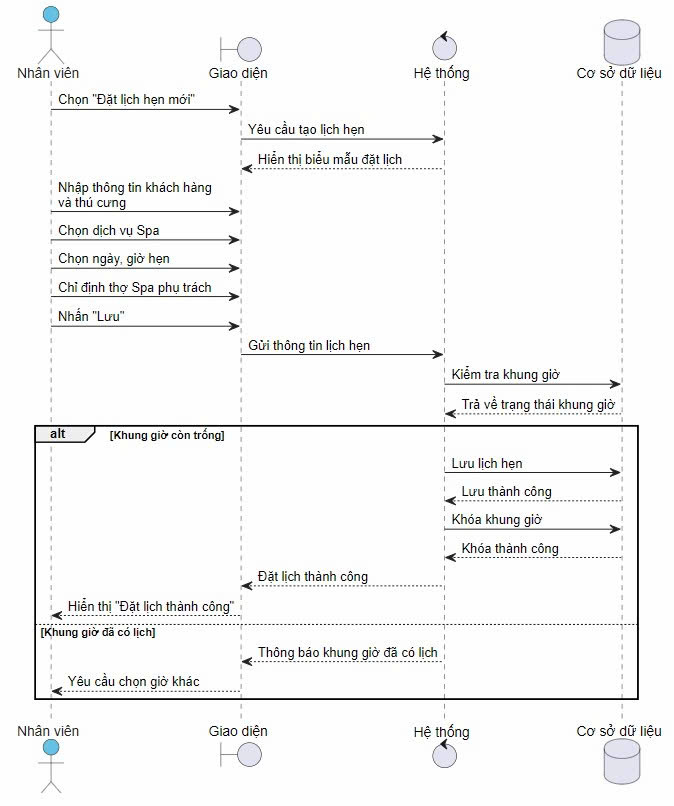 Nhân viên
Giao diện
Hệ thống
Cơ sở dữ liệu
Chọn "Đặt lịch hẹn mới"
Yêu cầu tạo lịch hẹn
Hiển thị biểu mẫu đặt lịch
Nhập thông tin khách hàng
và thú cưng
Chọn dịch vụ Spa
Chọn ngày, giờ hẹn
Chỉ định thợ Spa phụ trách
Nhấn "Lưu"
Gửi thông tin lịch hẹn
Kiểm tra khung giờ
Trả về trạng thái khung giờ
alt
[Khung giờ còn trống]
Lưu lịch hẹn
Lưu thành công
Khóa khung giờ
Khóa thành công
Đặt lịch thành công
Hiển thị "Đặt lich thành công"
[Khung giờ đã có lịch]
Thông báo khung giờ đã có lịch
Yêu cầu chọn giờ khác
Nhân viên
Giao diện
Hệ thống
Cơ sở dữ liệu